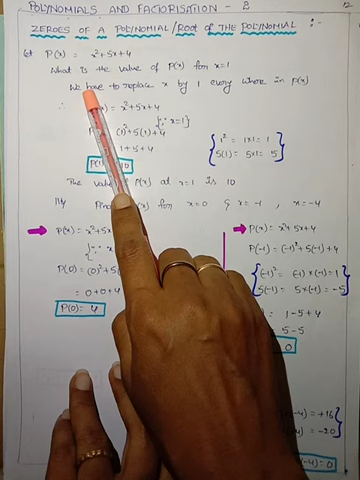 POLYNOMIALS AND FACTORISATION - 2
12
ZEROES OF A POLYNOMIAL / ROOT OF THE POLYNOMIAL :-
Let P(x) = x²+5x+4
What is the value of P(x) for x=1
We have to replace x by 1 every where in p(x)
∴ x) = x²+5x+4
{∵ x=1}
(1)²+5(1)+4
1+5+4
P(1) = 10
{ 1² = 1×1 = 1
5(1) = 5×1 = 5 }
The value P(x) at x=1 is 10
111y P(x) for x=0 & x=-1 , x=-4
P(x) = x²+5x
{∵ x
P(0) = (0)²+5(
= 0+0+4
P(0) = 4
P(x) = x²+5x+4
P(-1) = (-1)²+5(-1)+4
{ (-1)² = (-1)×(-1) = 1
5(-1) = 5×(-1) = -5 }
= 1-5+4
= 5-5
0
(-4) = +16
-4) = -20 }
(-4) = 0